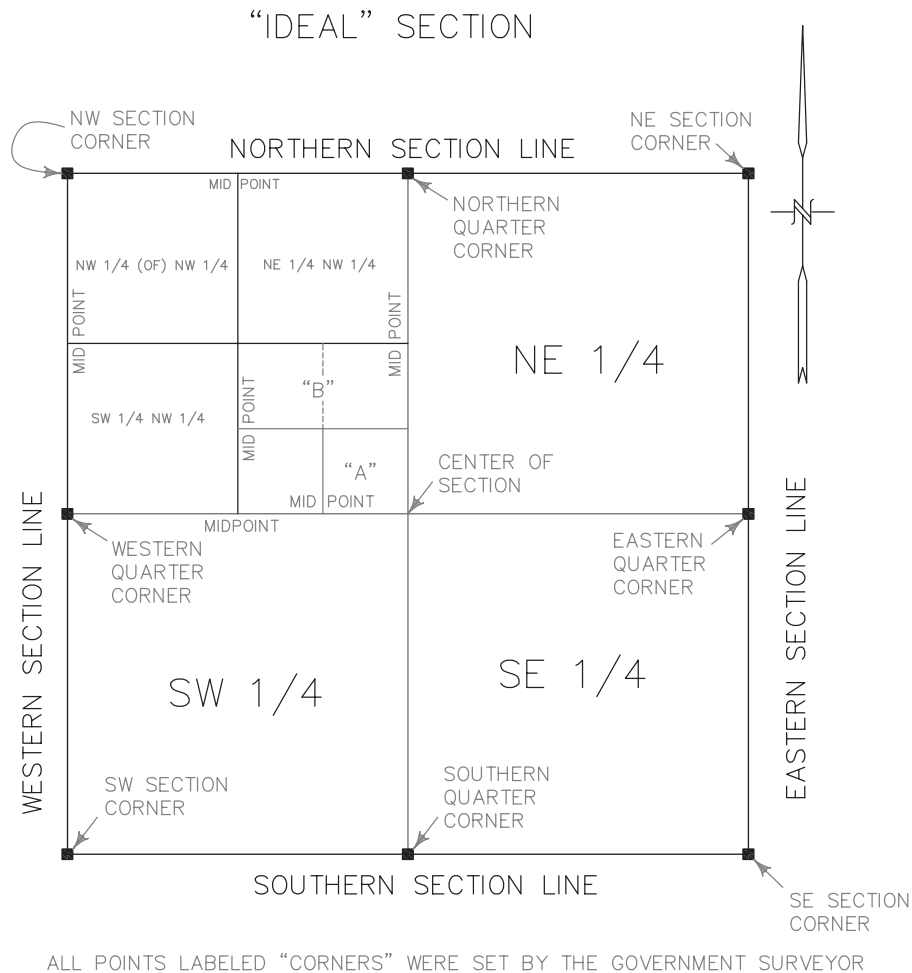 “IDEAL” SECTION
NW SECTION
CORNER
NE SECTION
CORNER
NORTHERN SECTION LINE
MID POINT
NORTHERN
QUARTER
CORNER
N
NW 1/4 (OF) NW 1/4
NE 1/4 NW 1/4
MID POINT
MID POINT
NE 1/4
“B”
MID POINT
SW 1/4 NW 1/4
“A”
CENTER OF
SECTION
MID POINT
MIDPOINT
WESTERN SECTION LINE
WESTERN
QUARTER
CORNER
EASTERN
QUARTER
CORNER
EASTERN SECTION LINE
SW 1/4
SE 1/4
SW SECTION
CORNER
SOUTHERN
QUARTER
CORNER
SOUTHERN SECTION LINE
SE SECTION
CORNER
ALL POINTS LABELED “CORNERS” WERE SET BY THE GOVERNMENT SURVEYOR